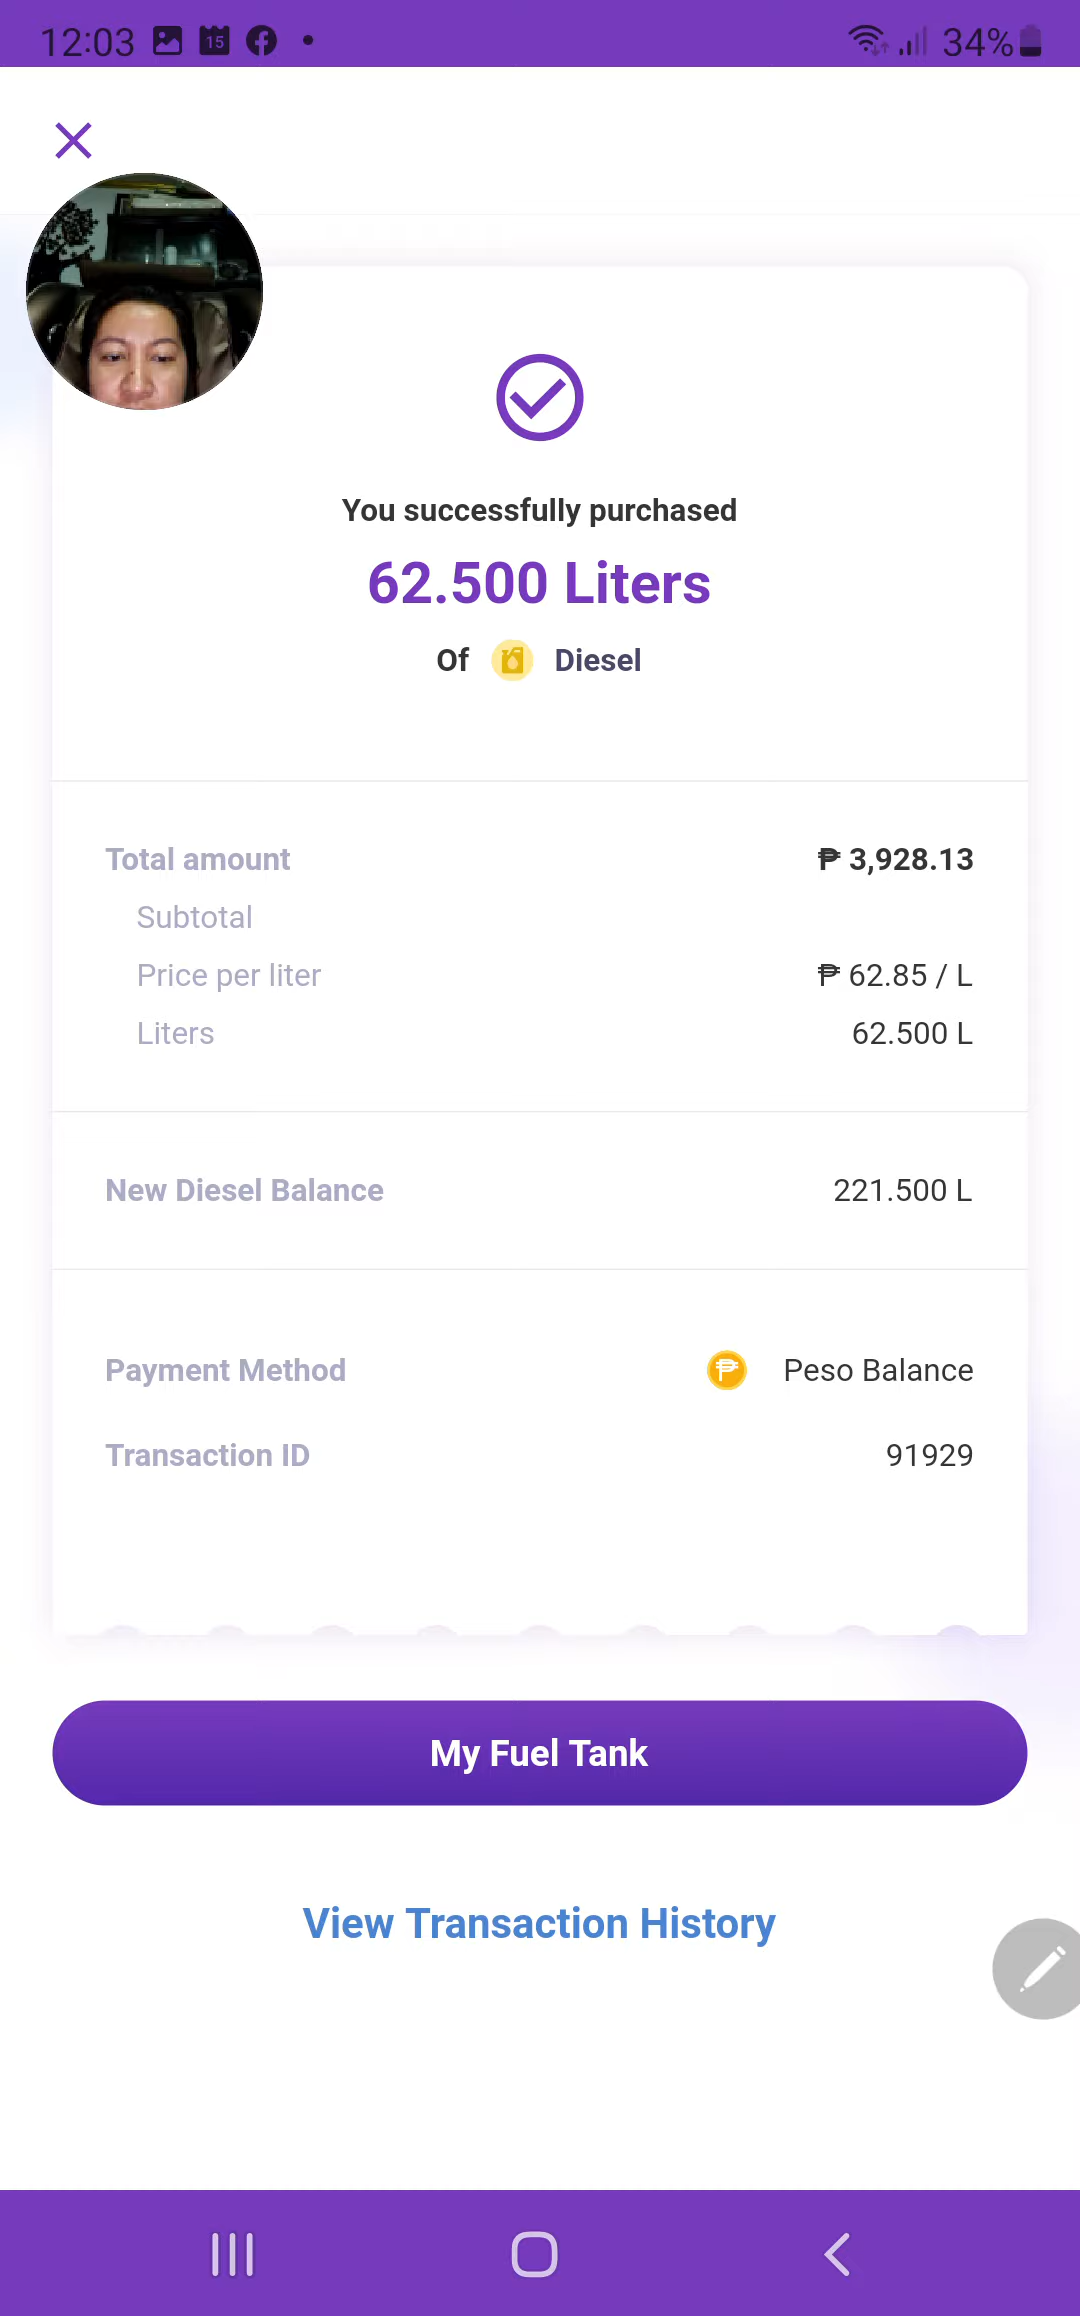 12:03 15 34%
You successfully purchased
62.500 Liters
Of Diesel
Total amount ₱ 3,928.13
Subtotal
Price per liter ₱ 62.85 / L
Liters 62.500 L
New Diesel Balance 221.500 L
Payment Method Peso Balance
Transaction ID 91929
My Fuel Tank
View Transaction History